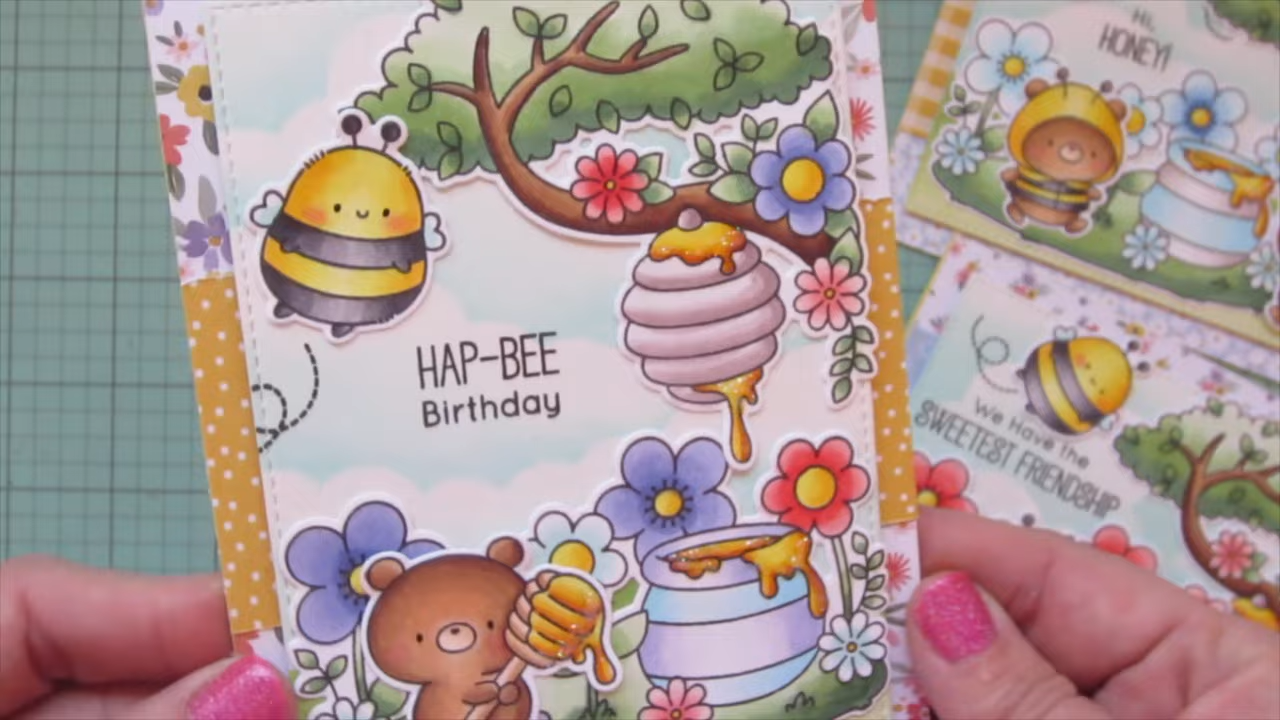 HAP-BEE
Birthday
HI,
HONEY!
We Have the
SWEETEST FRIENDSHIP